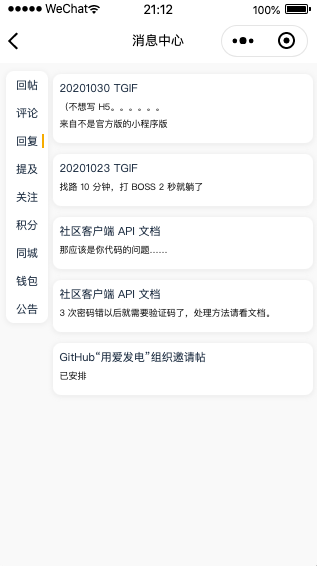 WeChat
21:12
100%
消息中心
回帖
评论
回复
提及
关注
积分
同城
钱包
公告
20201030 TGIF
（不想写 H5。。。。。。
来自不是官方版的小程序版
20201023 TGIF
找路 10 分钟，打 BOSS 2 秒就躺了
社区客户端 API 文档
那应该是你代码的问题……
社区客户端 API 文档
3 次密码错以后就需要验证码了，处理方法请看文档。
GitHub“用爱发电”组织邀请帖
已安排